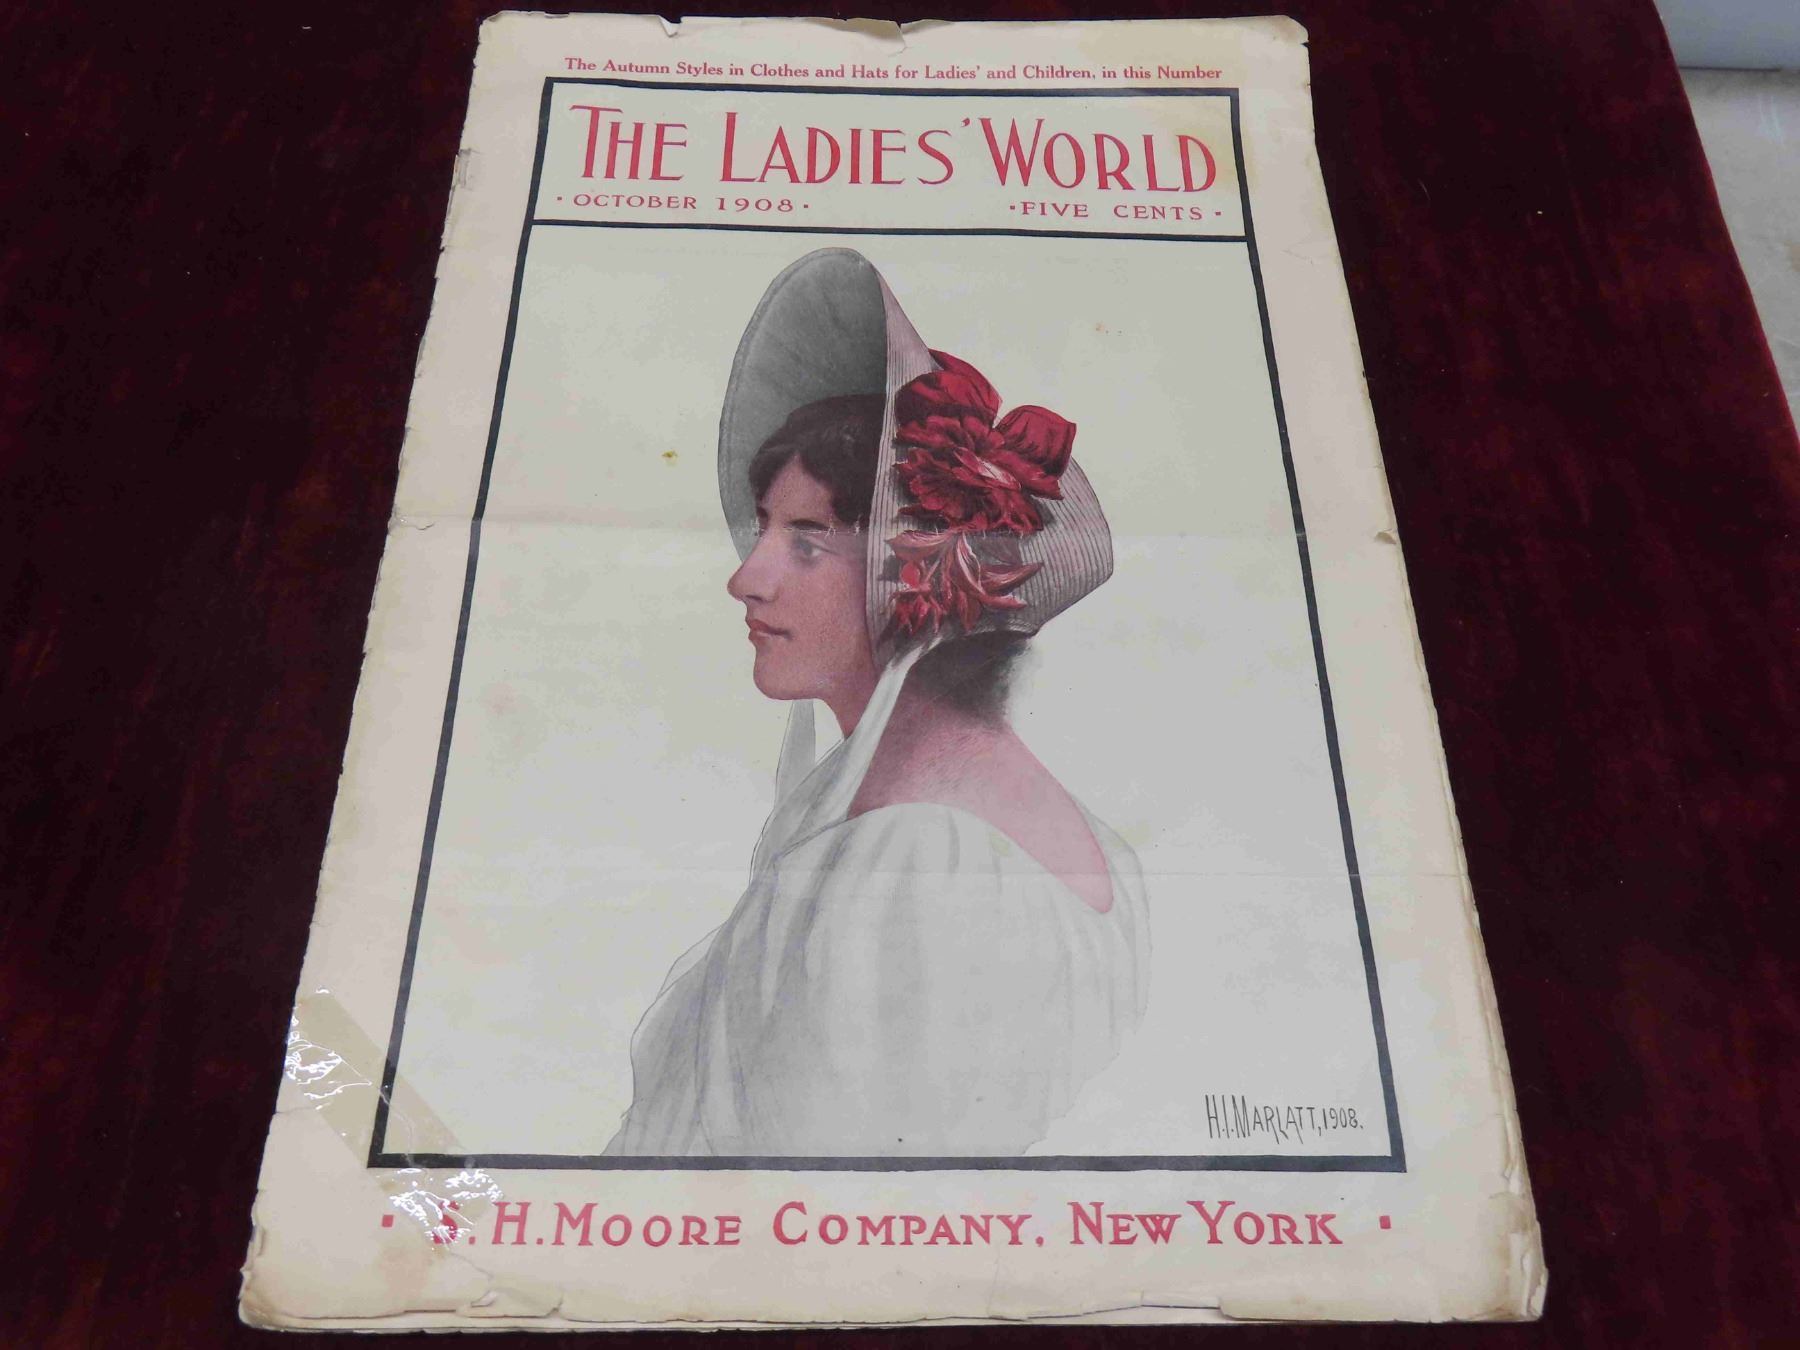 The Autumn Styles in Clothes and Hats for Ladies' and Children, in this Number
THE LADIES' WORLD
· OCTOBER 1908 · · FIVE CENTS ·
H.I. MARLATT, 1908.
· S. H. MOORE COMPANY, NEW YORK ·